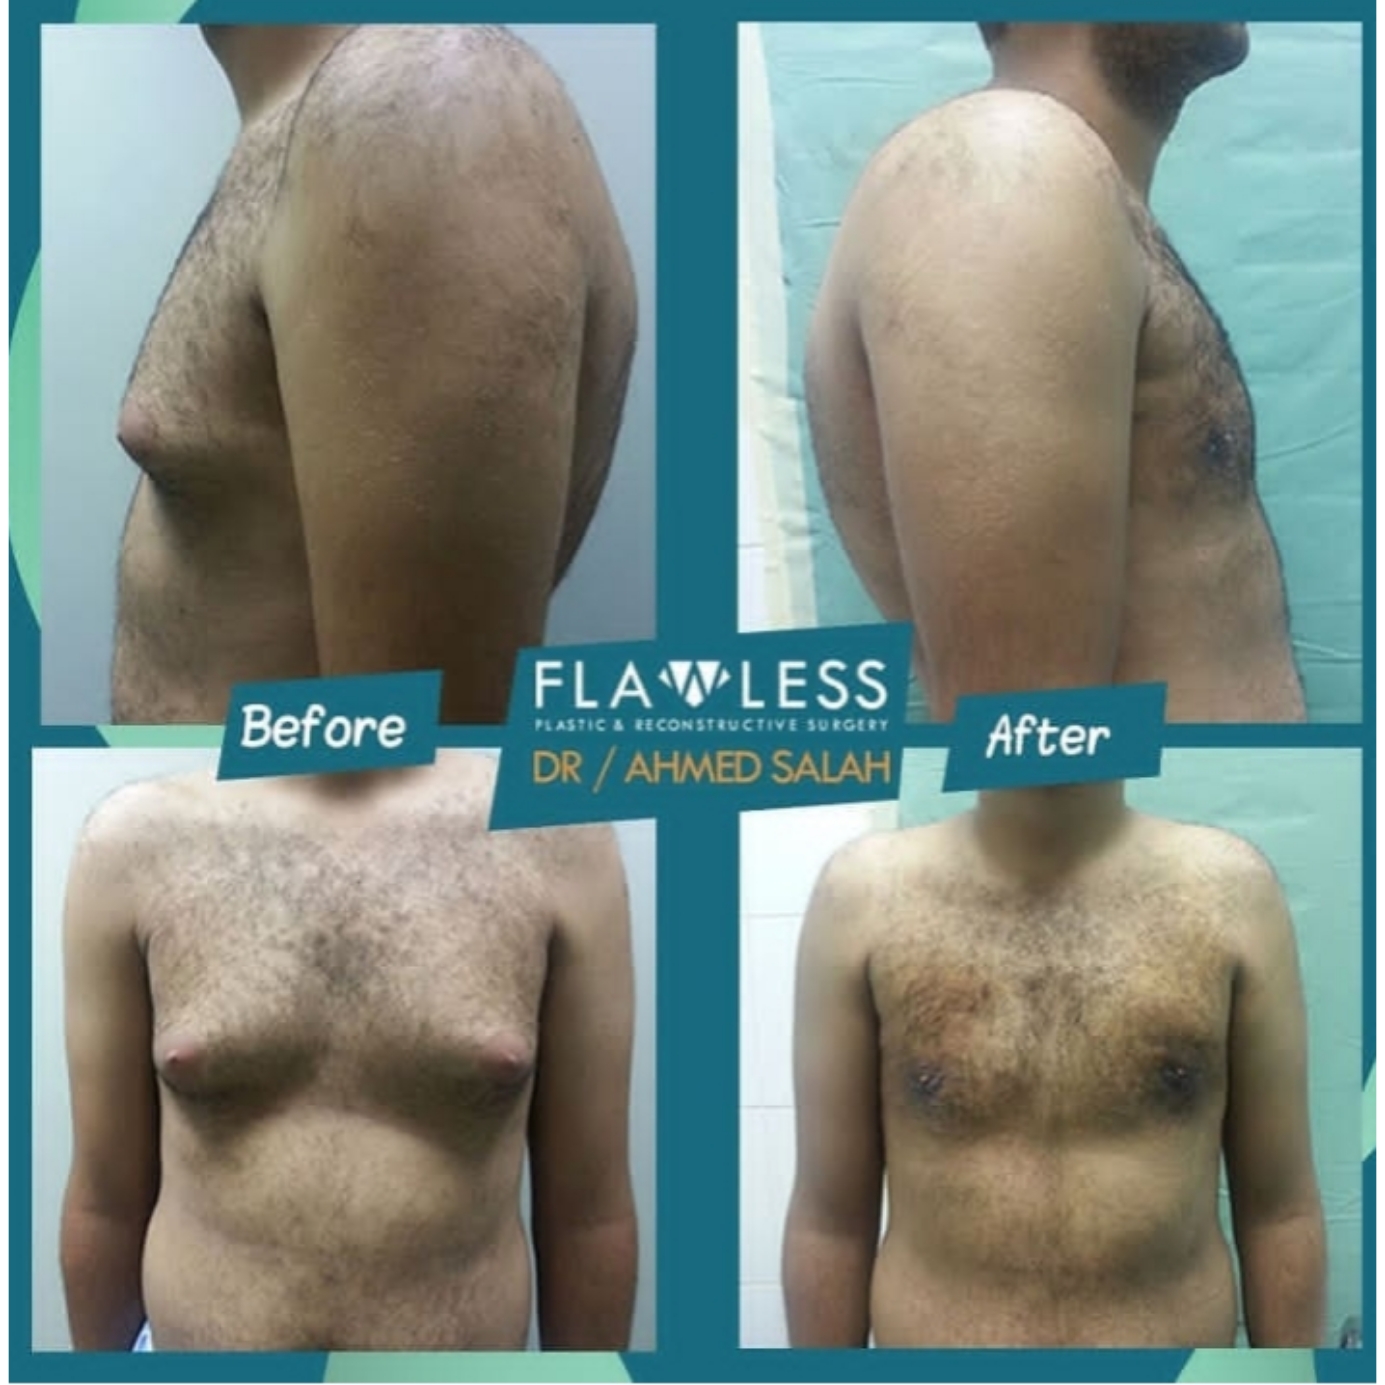 Before
FLAWLESS
PLASTIC & RECONSTRUCTIVE SURGERY
DR / AHMED SALAH
After